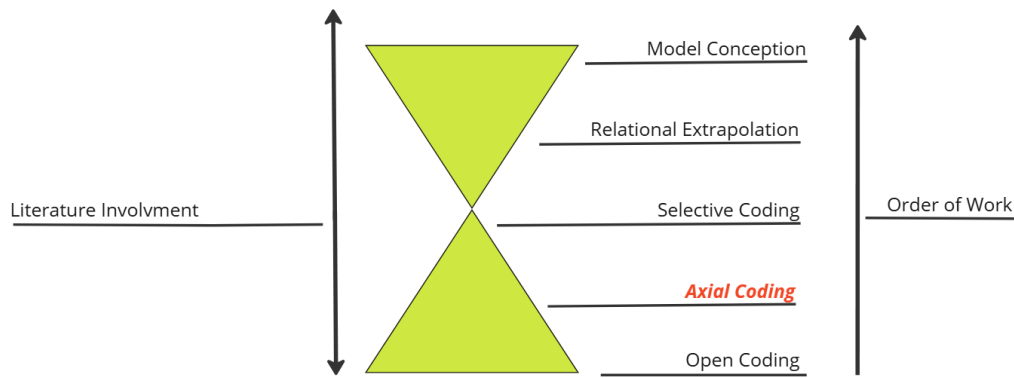 Model Conception
Relational Extrapolation
Literature Involvment
Selective Coding
Order of Work
Axial Coding
Open Coding